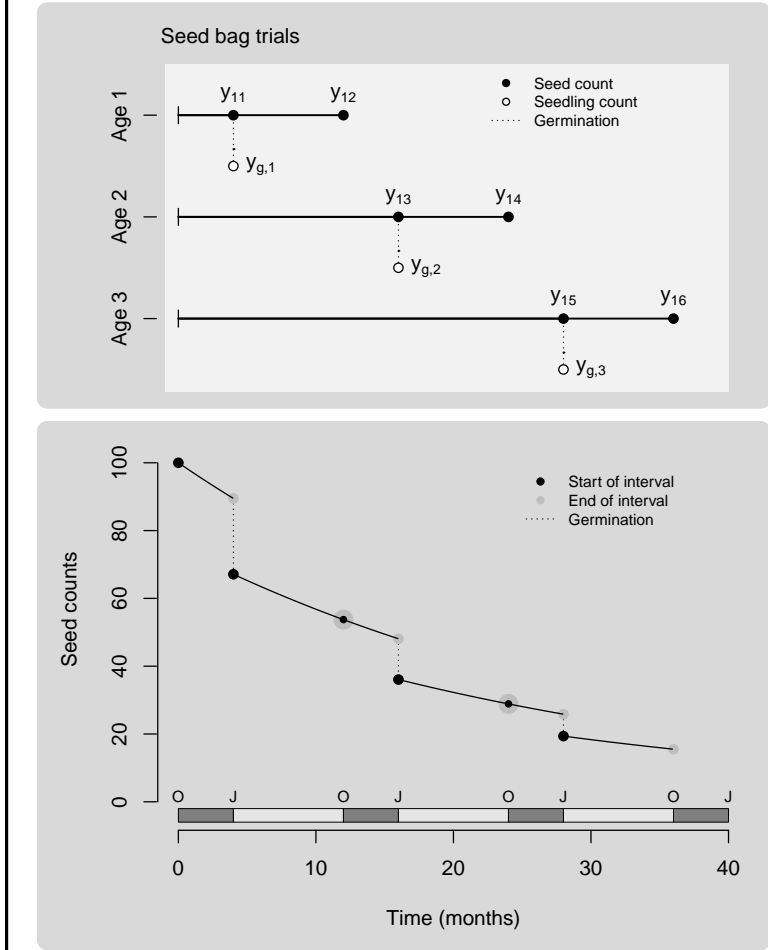 Seed bag trials
Age 1
y11 y12
yg,1
Seed count
Seedling count
Germination
Age 2
y13 y14
yg,2
Age 3
y15 y16
yg,3
Seed counts
100
80
60
40
20
0
Start of interval
End of interval
Germination
O J O J O J O J
0 10 20 30 40
Time (months)